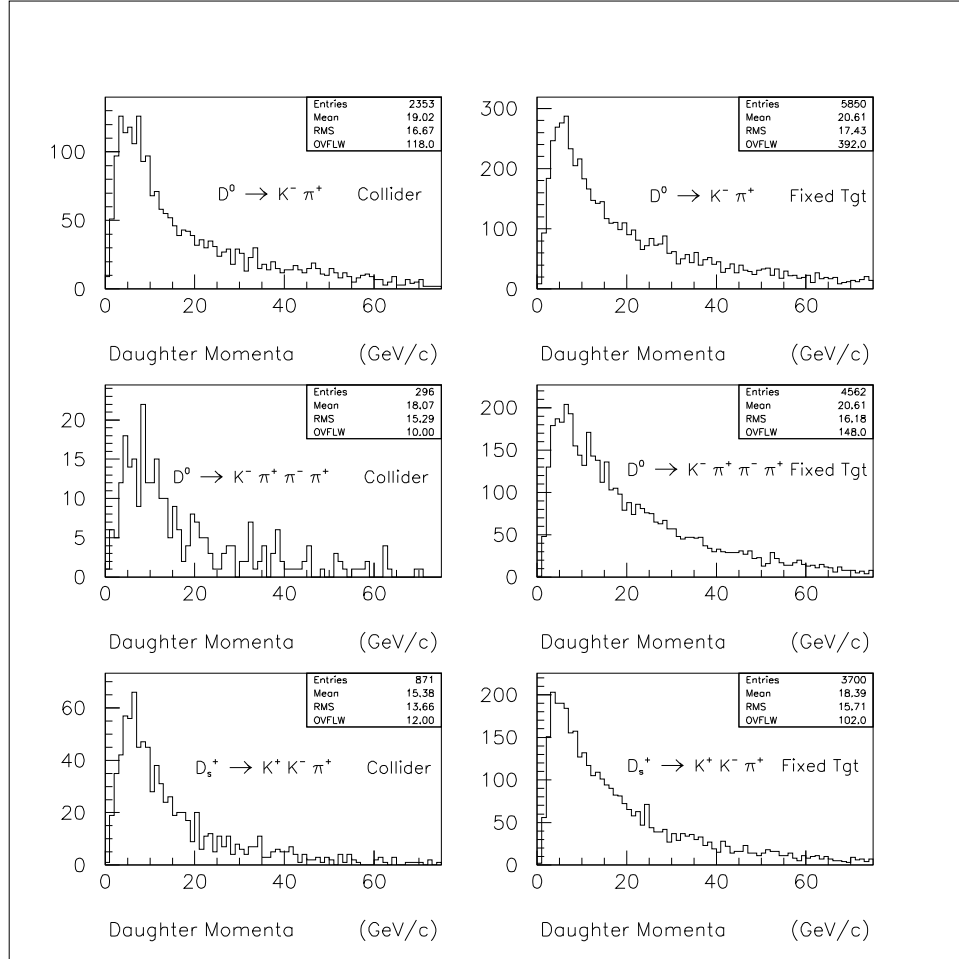 Entries 2353
Mean 19.02
RMS 16.67
OVFLW 118.0
D⁰ → K⁻ π⁺ Collider
100
50
0
0 20 40 60
Daughter Momenta (GeV/c)
Entries 5850
Mean 20.61
RMS 17.43
OVFLW 392.0
D⁰ → K⁻ π⁺ Fixed Tgt
300
200
100
0
0 20 40 60
Daughter Momenta (GeV/c)
Entries 296
Mean 18.07
RMS 15.29
OVFLW 10.00
D⁰ → K⁻ π⁺ π⁻ π⁺ Collider
20
15
10
5
0
0 20 40 60
Daughter Momenta (GeV/c)
Entries 4562
Mean 20.61
RMS 16.18
OVFLW 148.0
D⁰ → K⁻ π⁺ π⁻ π⁺ Fixed Tgt
200
150
100
50
0
0 20 40 60
Daughter Momenta (GeV/c)
Entries 871
Mean 15.38
RMS 13.66
OVFLW 12.00
Dₛ⁺ → K⁺ K⁻ π⁺ Collider
60
40
20
0
0 20 40 60
Daughter Momenta (GeV/c)
Entries 3700
Mean 18.39
RMS 15.71
OVFLW 102.0
Dₛ⁺ → K⁺ K⁻ π⁺ Fixed Tgt
200
150
100
50
0
0 20 40 60
Daughter Momenta (GeV/c)